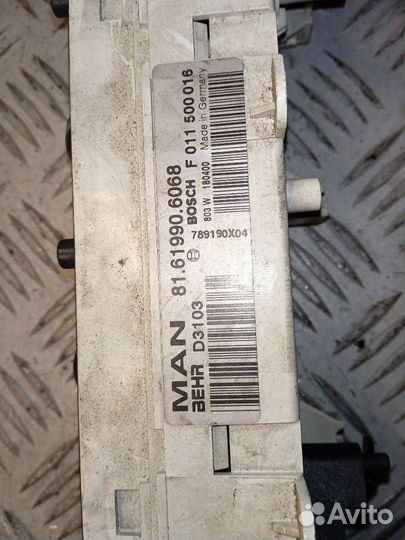 MAN 81.61990.6068
BEHR D3103 BOSCH F 011 500 016
803 W 180400 Made in Germany
789190X04
Avito